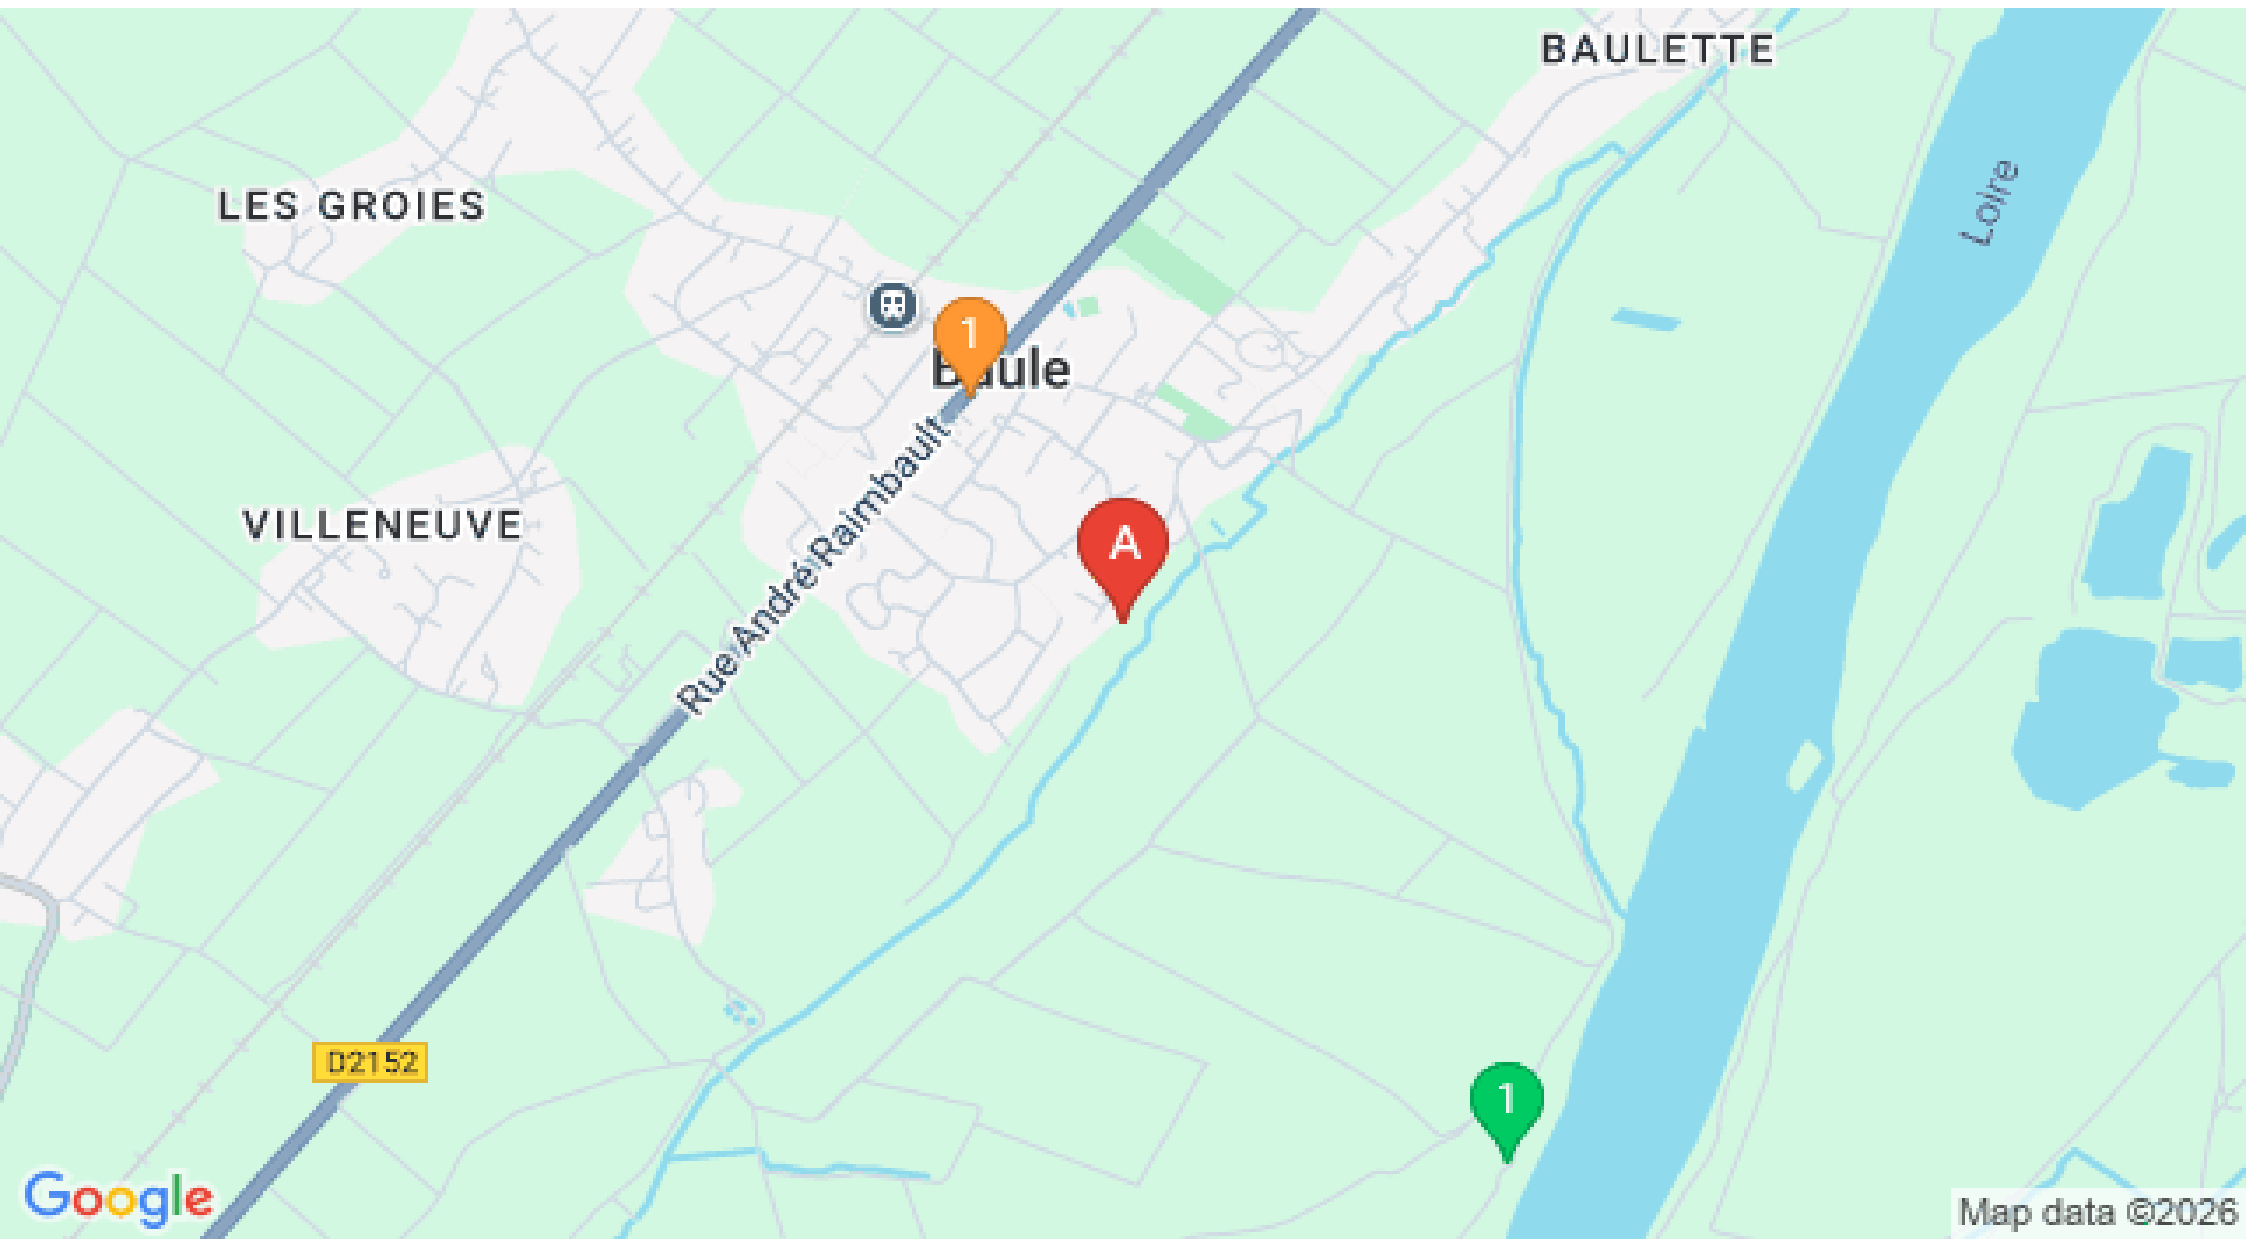 BAULETTE
Loire
LES GROIES
1
Baule
VILLENEUVE
Rue André Raimbault
A
D2152
1
Google
Map data ©2026